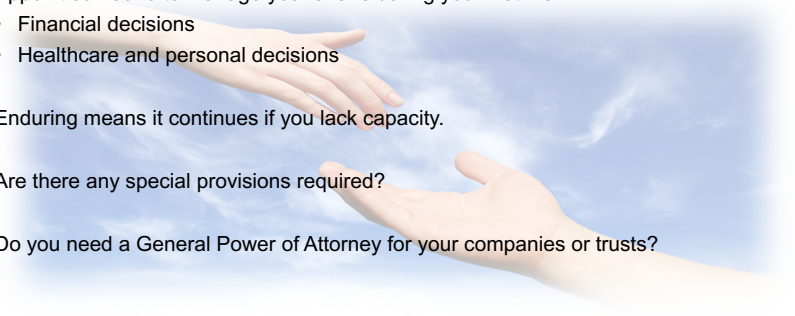 • Financial decisions
• Healthcare and personal decisions
Enduring means it continues if you lack capacity.
Are there any special provisions required?
Do you need a General Power of Attorney for your companies or trusts?